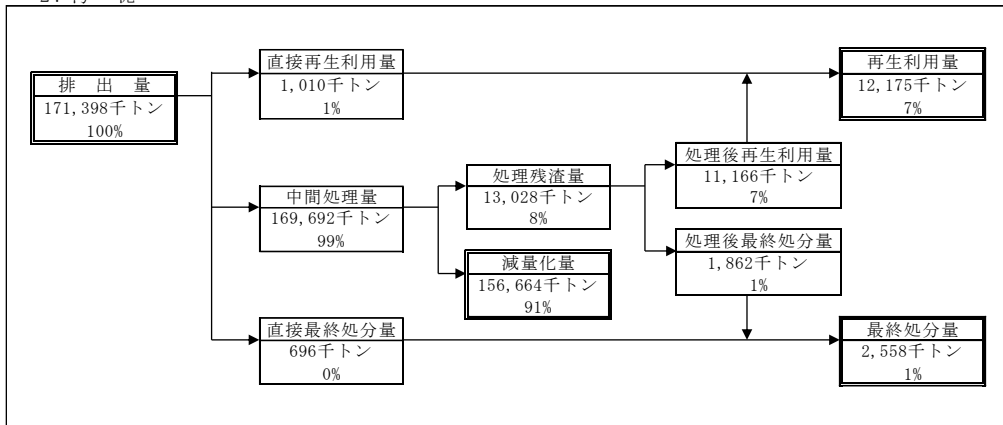 排 出 量
171,398千トン
100%
直接再生利用量
1,010千トン
1%
再生利用量
12,175千トン
7%
中間処理量
169,692千トン
99%
処理残渣量
13,028千トン
8%
処理後再生利用量
11,166千トン
7%
減量化量
156,664千トン
91%
処理後最終処分量
1,862千トン
1%
直接最終処分量
696千トン
0%
最終処分量
2,558千トン
1%